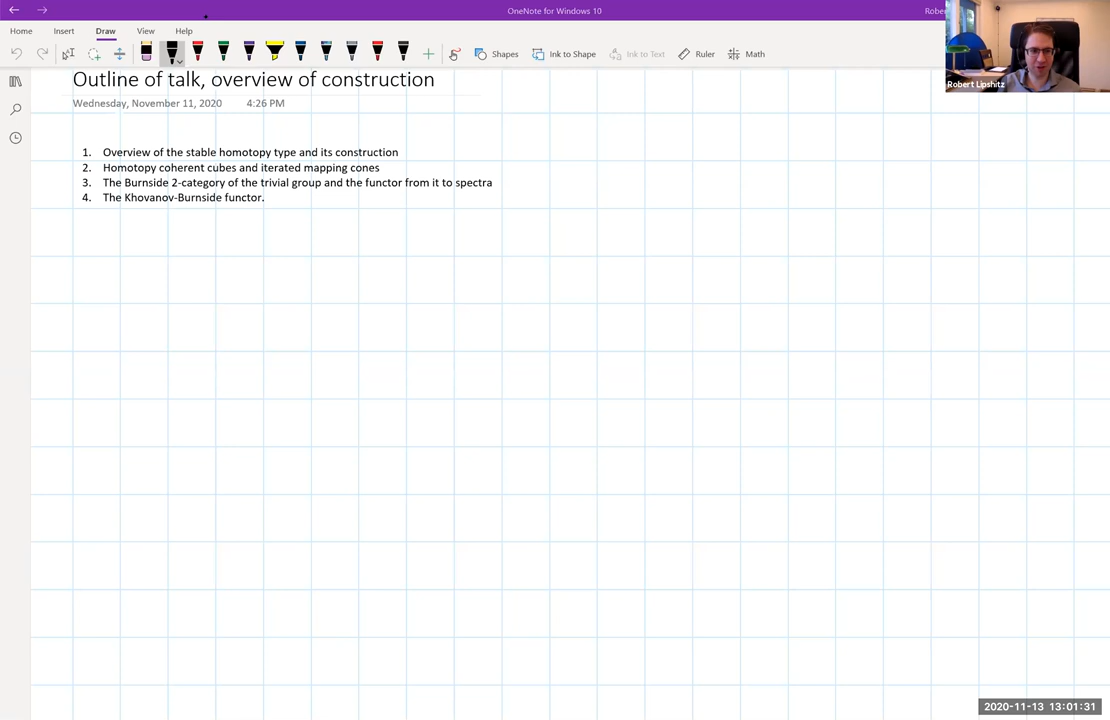 OneNote for Windows 10
Rober
Home Insert Draw View Help
Shapes Ink to Shape Ink to Text Ruler Math
Outline of talk, overview of construction
Wednesday, November 11, 2020 4:26 PM
1. Overview of the stable homotopy type and its construction
2. Homotopy coherent cubes and iterated mapping cones
3. The Burnside 2-category of the trivial group and the functor from it to spectra
4. The Khovanov-Burnside functor.
Robert Lipshitz
2020-11-13 13:01:31